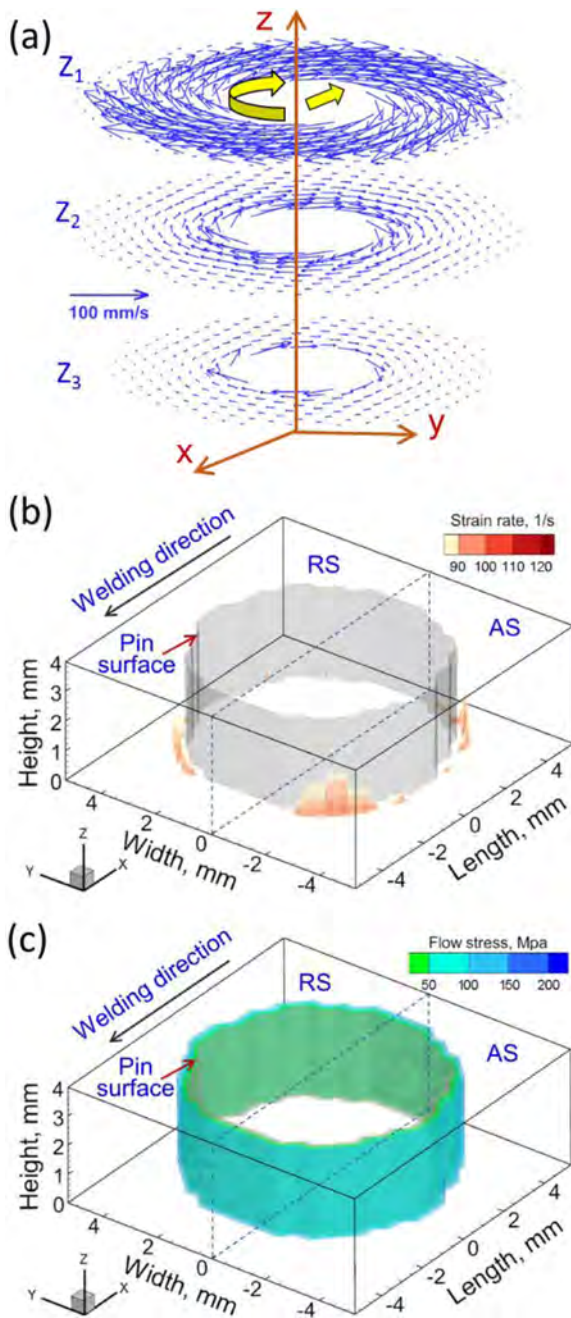 (a)
z
Z1
Z2
100 mm/s
Z3
x
y
(b)
Strain rate, 1/s
90 100 110 120
Welding direction
RS
AS
Pin
surface
Height, mm
4
3
2
1
0
4
2
0
-2
-4
Width, mm
-4
-2
0
2
4
Length, mm
Z
Y
X
(c)
Flow stress, Mpa
50 100 150 200
Welding direction
RS
AS
Pin
surface
Height, mm
4
3
2
1
0
4
2
0
-2
-4
Width, mm
-4
-2
0
2
4
Length, mm
Z
Y
X